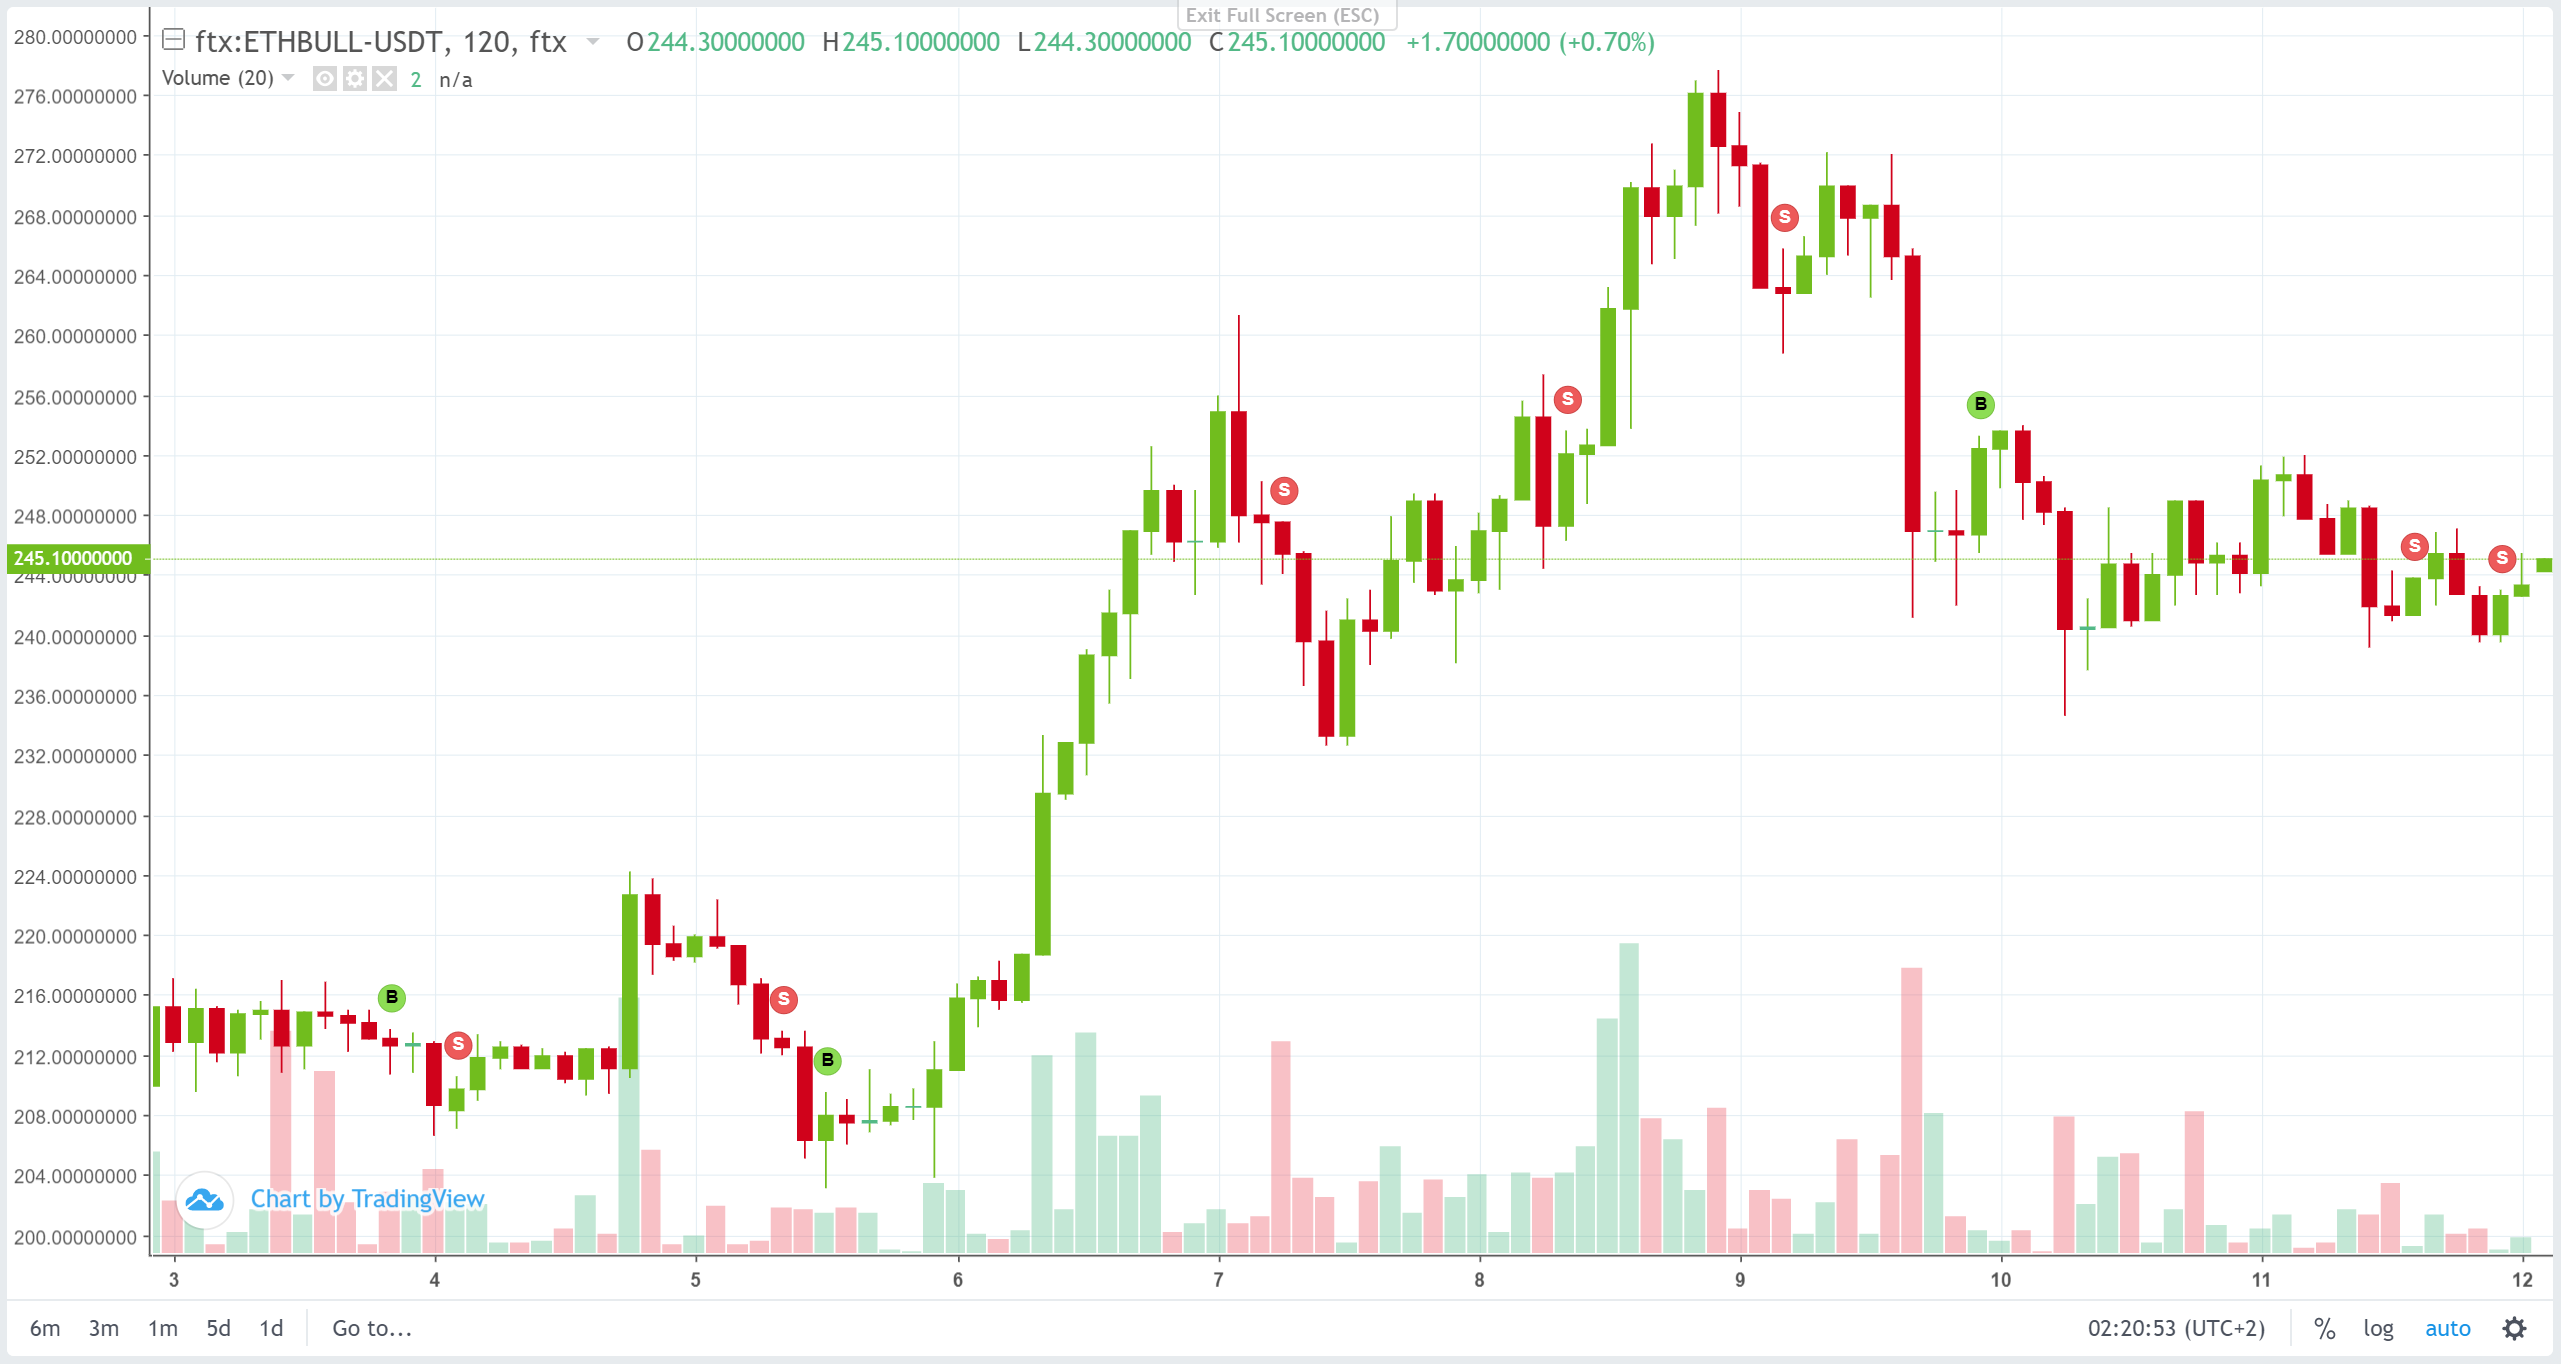 Exit Full Screen (ESC)
ftx:ETHBULL-USDT, 120, ftx O244.30000000 H245.10000000 L244.30000000 C245.10000000 +1.70000000 (+0.70%)
Volume (20) 2 n/a
280.00000000
276.00000000
272.00000000
268.00000000
264.00000000
260.00000000
256.00000000
252.00000000
248.00000000
245.10000000
244.00000000
240.00000000
236.00000000
232.00000000
228.00000000
224.00000000
220.00000000
216.00000000
212.00000000
208.00000000
204.00000000
200.00000000
B
S
S
B
S
S
S
B
S
S
Chart by TradingView
3 4 5 6 7 8 9 10 11 12
6m 3m 1m 5d 1d Go to... 02:20:53 (UTC+2) % log auto